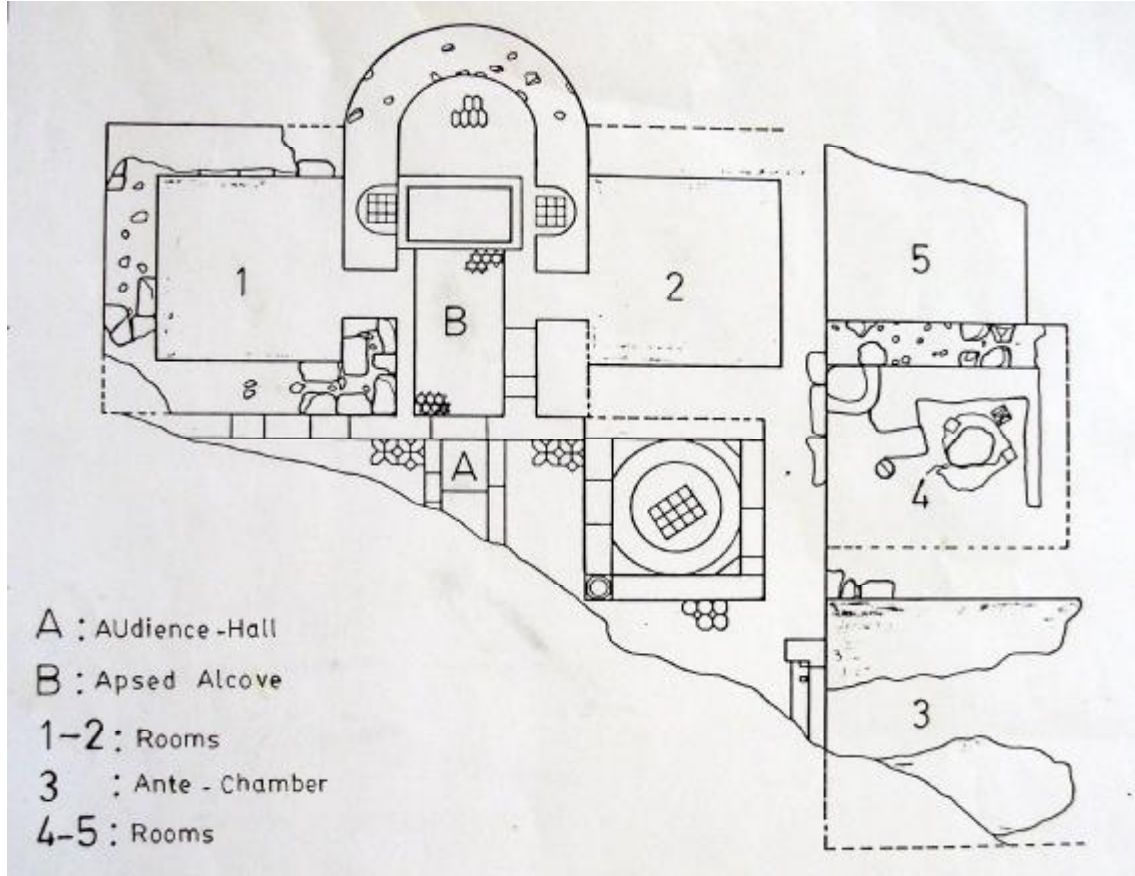 1
2
5
B
A
4
3
A : AUdience-Hall
B : Apsed Alcove
1-2 : Rooms
3 : Ante - Chamber
4-5 : Rooms